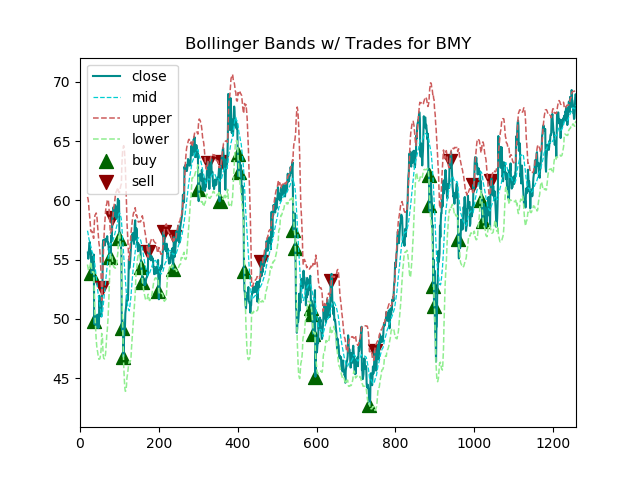 Bollinger Bands w/ Trades for BMY
close
mid
upper
lower
buy
sell
70
65
60
55
50
45
0 200 400 600 800 1000 1200